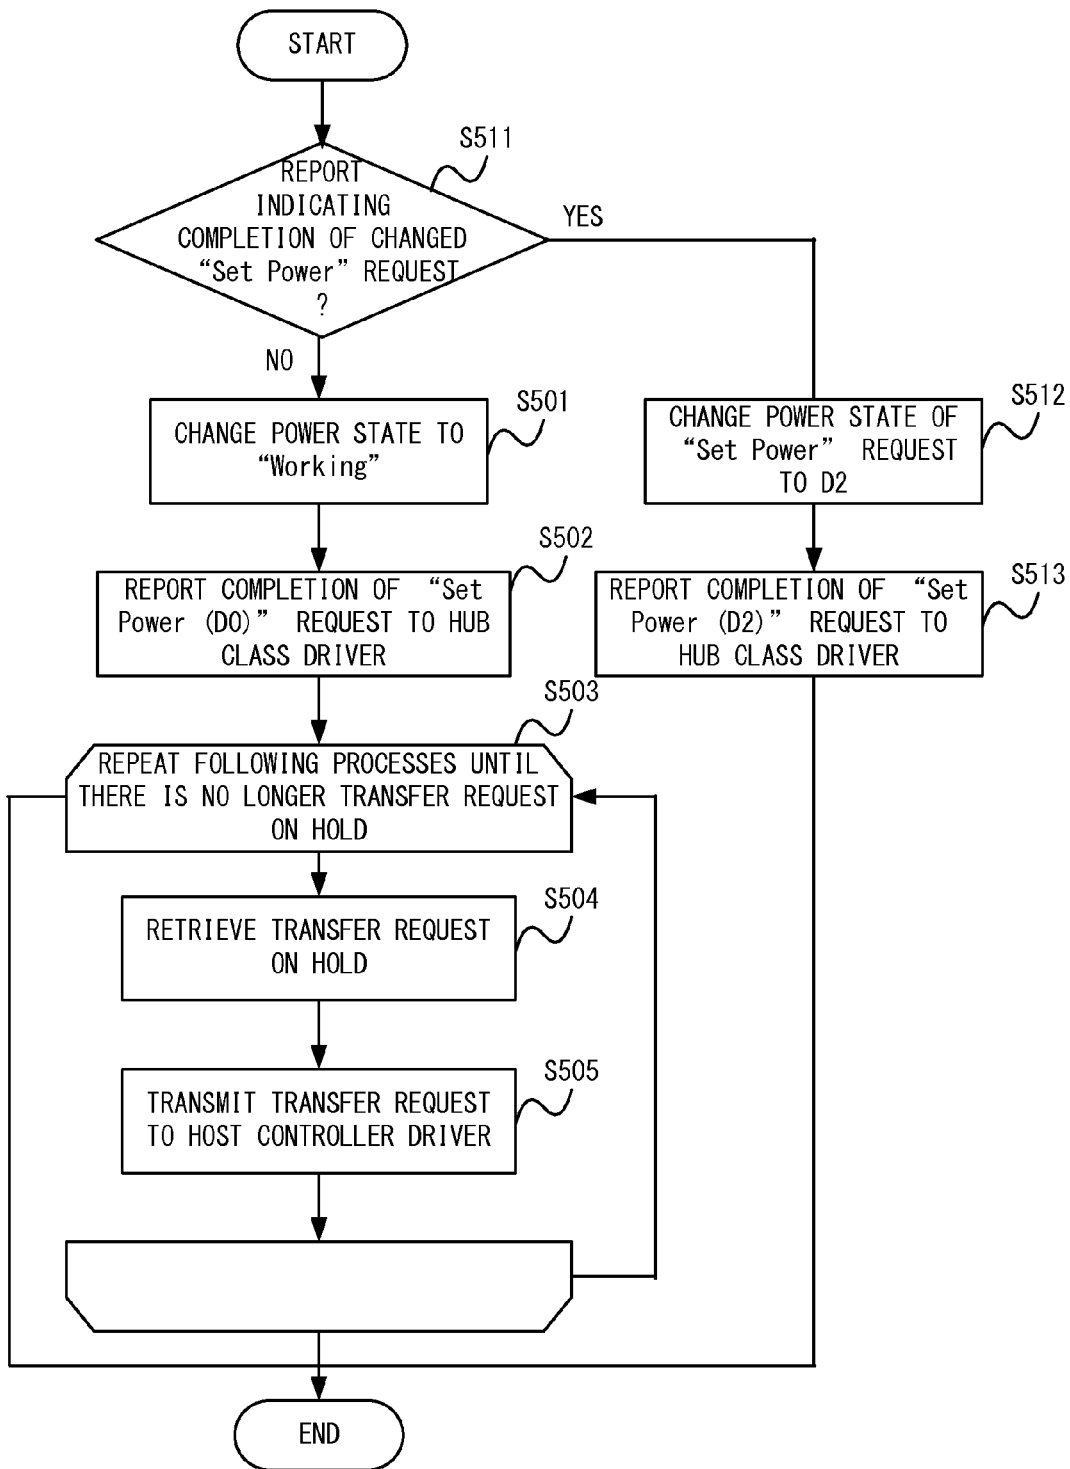 START
S511
REPORT
INDICATING
COMPLETION OF CHANGED
“Set Power” REQUEST
?
YES
NO
S501
CHANGE POWER STATE TO
“Working”
S512
CHANGE POWER STATE OF
“Set Power” REQUEST
TO D2
S502
REPORT COMPLETION OF “Set
Power (D0)” REQUEST TO HUB
CLASS DRIVER
S513
REPORT COMPLETION OF “Set
Power (D2)” REQUEST TO
HUB CLASS DRIVER
S503
REPEAT FOLLOWING PROCESSES UNTIL
THERE IS NO LONGER TRANSFER REQUEST
ON HOLD
S504
RETRIEVE TRANSFER REQUEST
ON HOLD
S505
TRANSMIT TRANSFER REQUEST
TO HOST CONTROLLER DRIVER
END